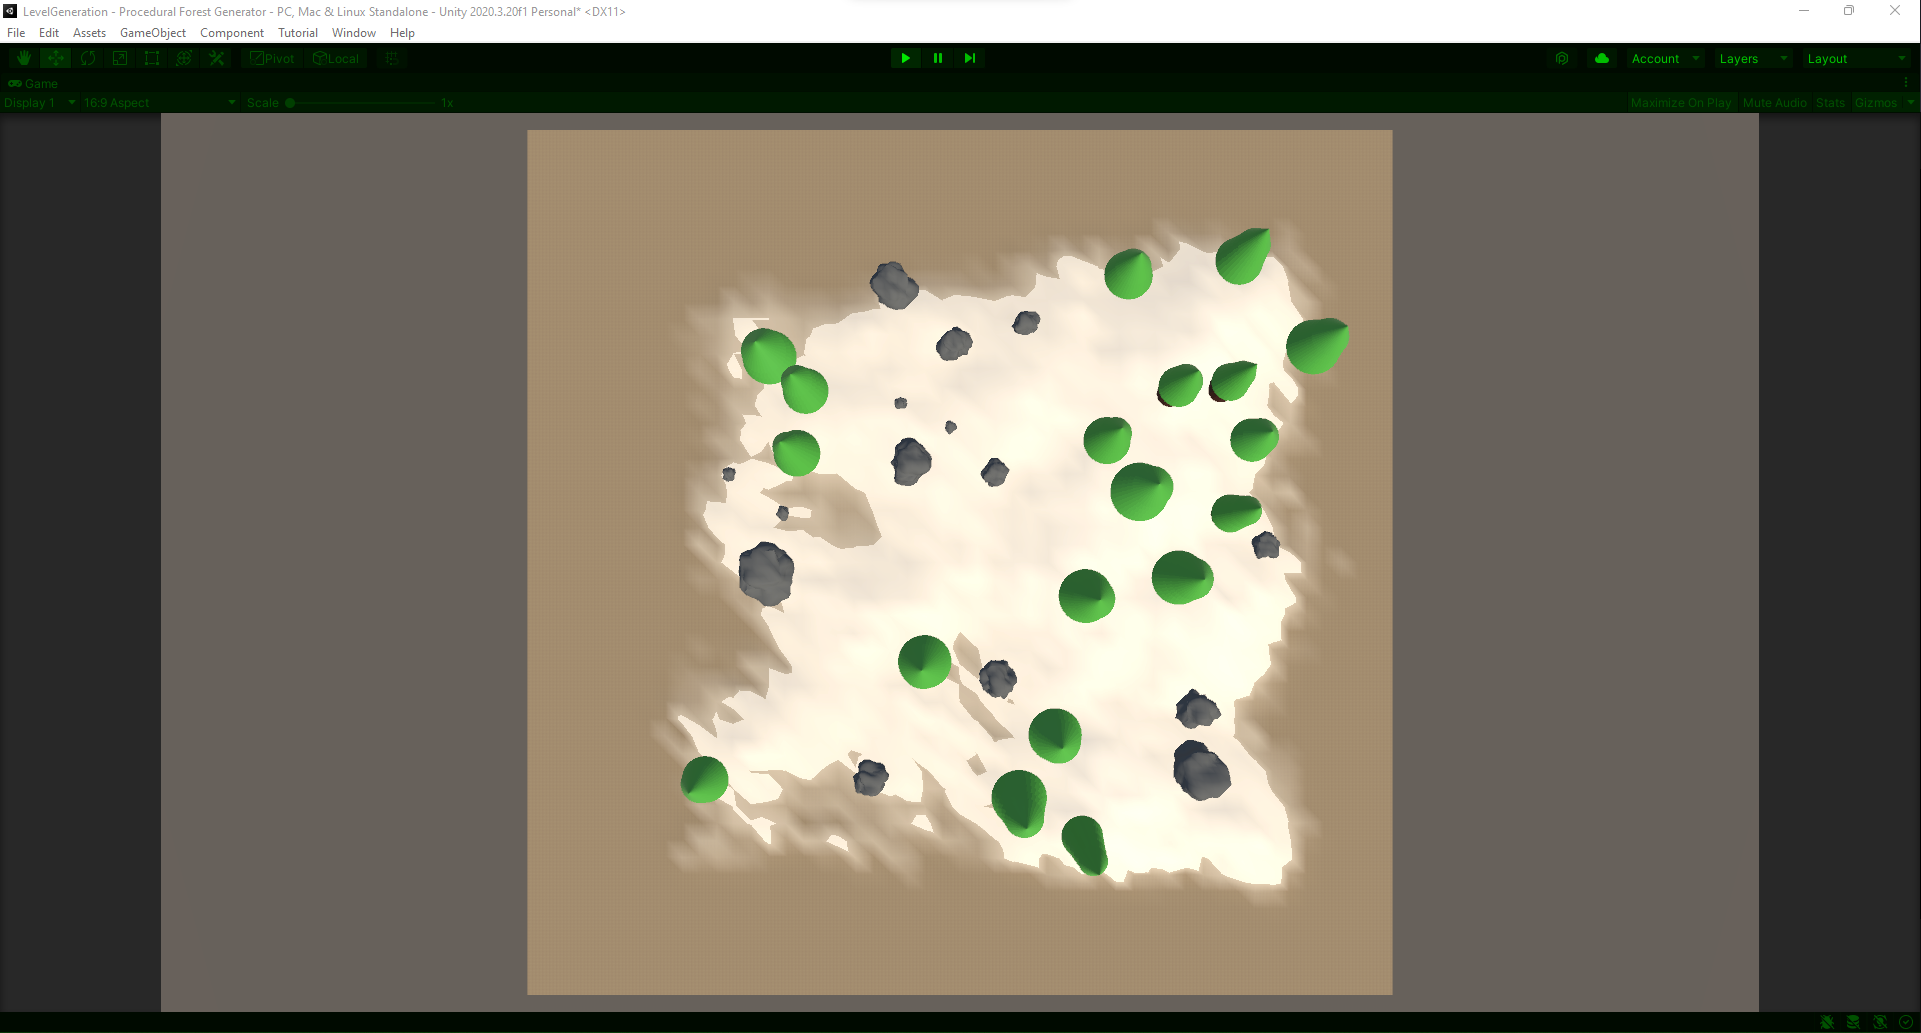 LevelGeneration - Procedural Forest Generator - PC, Mac & Linux Standalone - Unity 2020.3.20f1 Personal* <DX11>
File Edit Assets GameObject Component Tutorial Window Help
Pivot Local Account Layers Layout
Game
Display 1 16:9 Aspect Scale 1x Maximize On Play Mute Audio Stats Gizmos